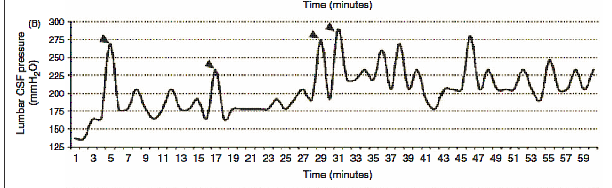 Time (minutes)
(B)
Lumbar CSF pressure
(mmH2O)
300
275
250
225
200
175
150
125
1 3 5 7 9 11 13 15 17 19 21 23 25 27 29 31 33 35 37 39 41 43 45 47 49 51 53 55 57 59
Time (minutes)